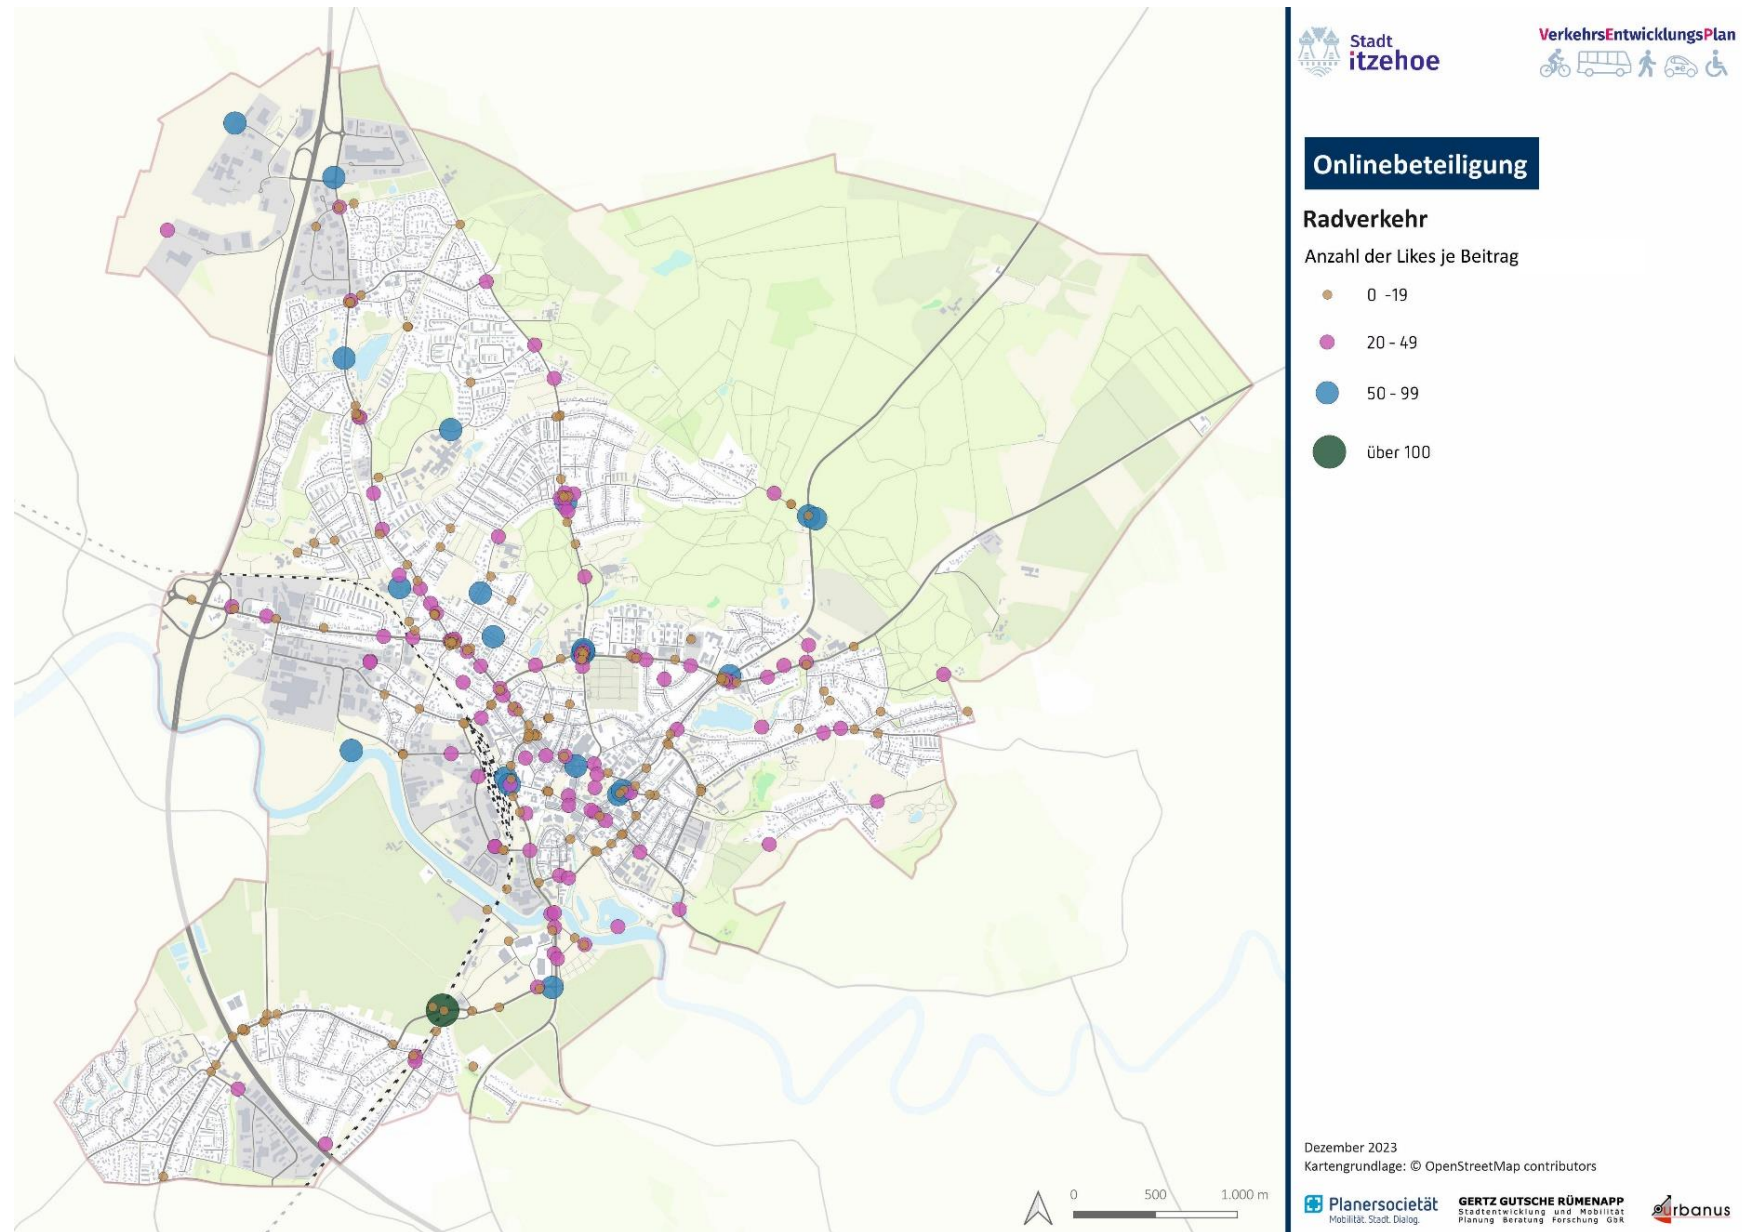 Stadt
itzehoe
VerkehrsEntwicklungsPlan
Onlinebeteiligung
Radverkehr
Anzahl der Likes je Beitrag
0 -19
20 - 49
50 - 99
über 100
Dezember 2023
Kartengrundlage: © OpenStreetMap contributors
0 500 1.000 m
Planersocietät
Mobilität. Stadt. Dialog.
GERTZ GUTSCHE RÜMENAPP
Stadtentwicklung und Mobilität
Planung Beratung Forschung GbR
urbanus